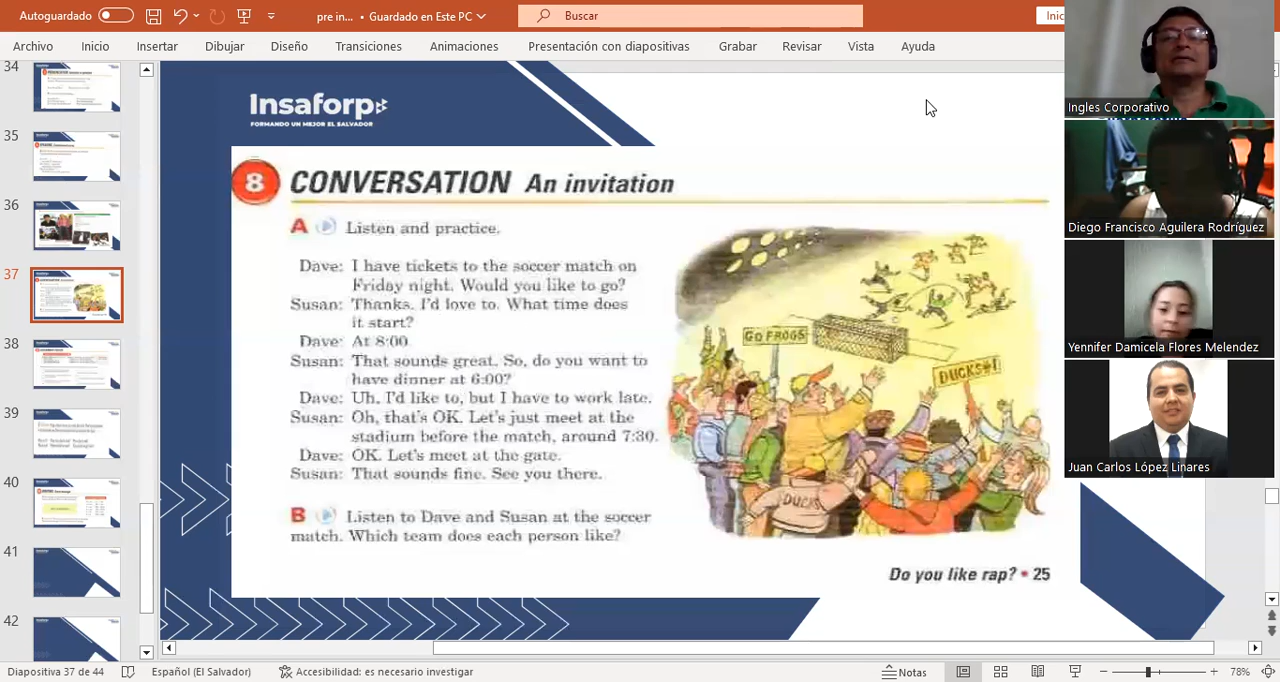 Autoguardado
pre in... • Guardado en Este PC
Buscar
Inic
Archivo Inicio Insertar Dibujar Diseño Transiciones Animaciones Presentación con diapositivas Grabar Revisar Vista Ayuda
34
35
36
37
38
39
40
41
42
Insaforp
FORMANDO UN MEJOR EL SALVADOR
8 CONVERSATION An invitation
A Listen and practice.
Dave: I have tickets to the soccer match on
Friday night. Would you like to go?
Susan: Thanks. I'd love to. What time does
it start?
Dave: At 8:00.
Susan: That sounds great. So, do you want to
have dinner at 6:00?
Dave: Uh, I'd like to, but I have to work late.
Susan: Oh, that's OK. Let's just meet at the
stadium before the match, around 7:30.
Dave: OK. Let's meet at the gate.
Susan: That sounds fine. See you there.
B Listen to Dave and Susan at the soccer
match. Which team does each person like?
GO FROGS
DUCKS #1
DUCKS
Do you like rap? • 25
Ingles Corporativo
Diego Francisco Aguilera Rodríguez
Yennifer Damicela Flores Melendez
Juan Carlos López Linares
Diapositiva 37 de 44
Español (El Salvador)
Accesibilidad: es necesario investigar
Notas
78%